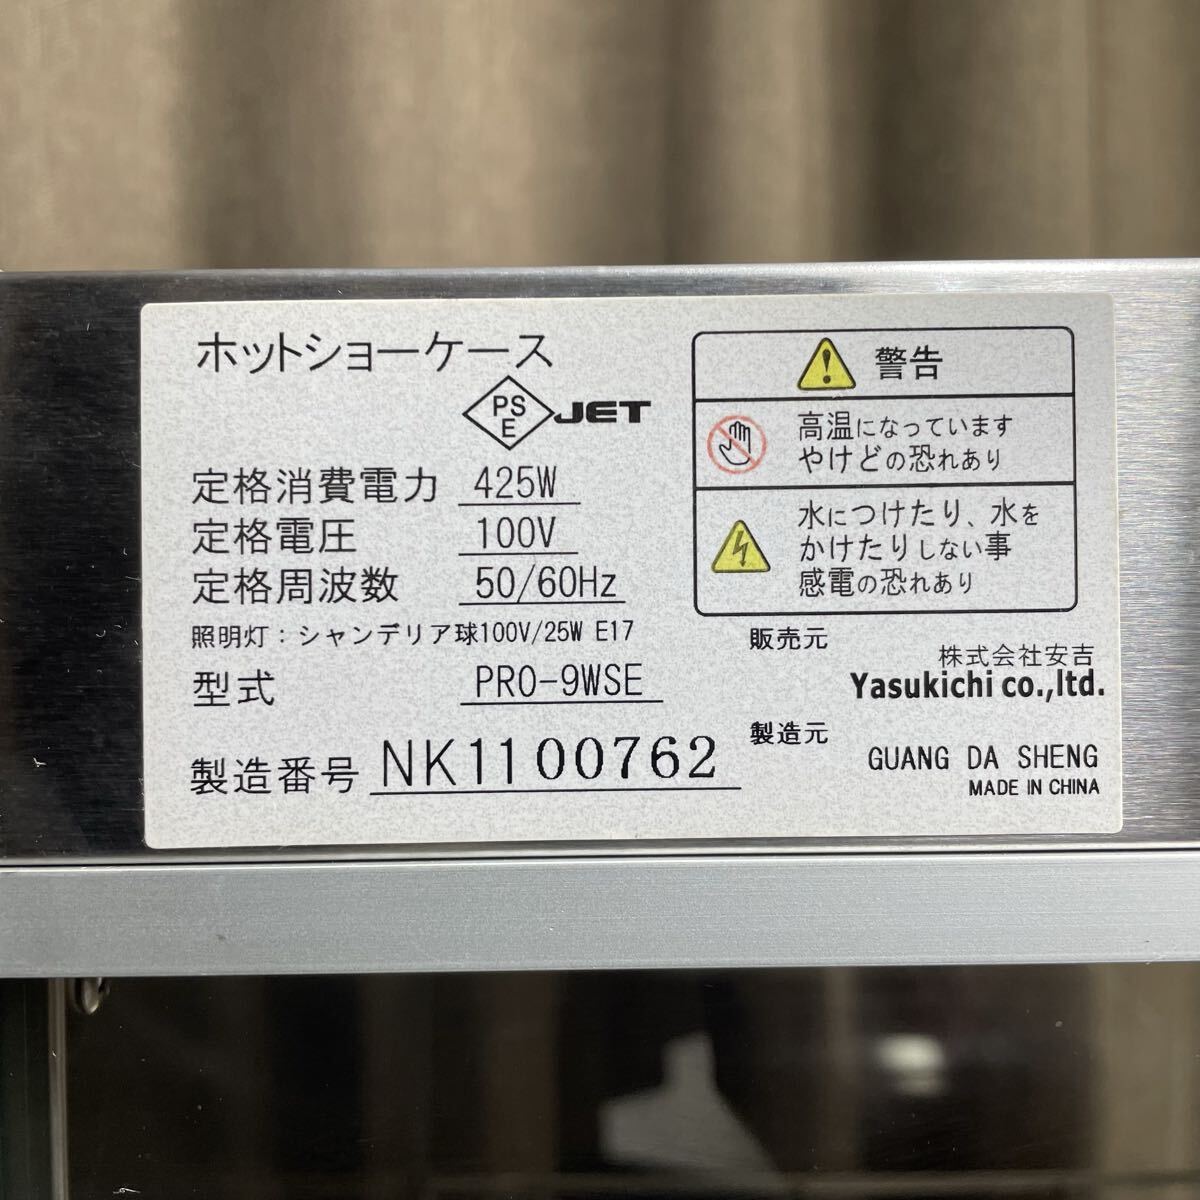 ホットショーケース
PS
E
JET
定格消費電力 425W
定格電圧 100V
定格周波数 50/60Hz
照明灯：シャンデリア球100V/25W E17
型式 PRO-9WSE
製造番号 NK1100762
警告
高温になっています
やけどの恐れあり
水につけたり、水を
かけたりしない事
感電の恐れあり
販売元
株式会社安吉
Yasukichi co.,ltd.
製造元
GUANG DA SHENG
MADE IN CHINA